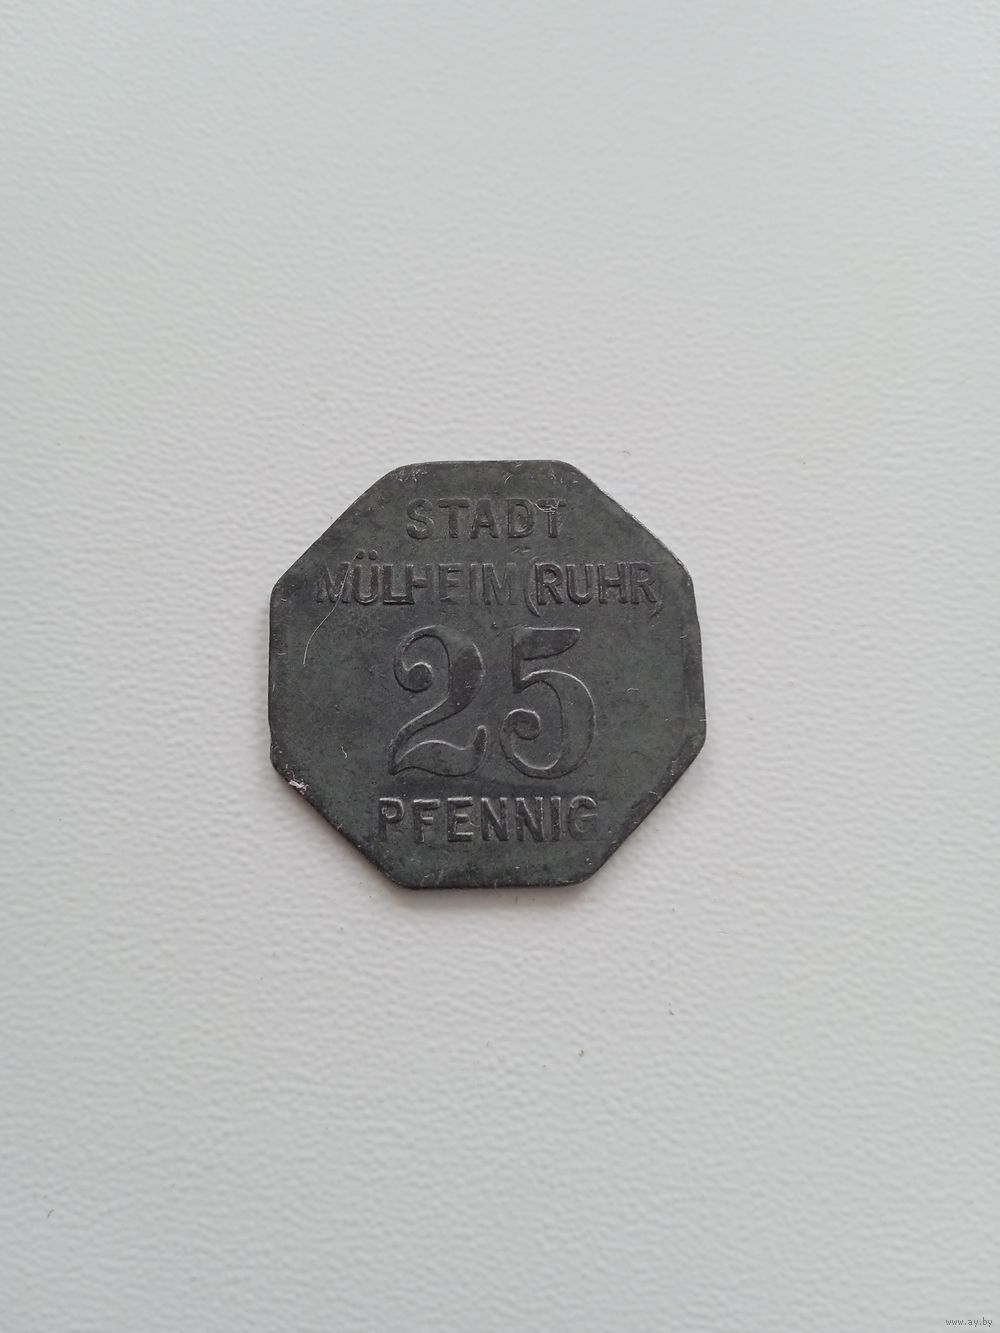 STADT
MÜLHEIM (RUHR)
25
PFENNIG
www.ay.by